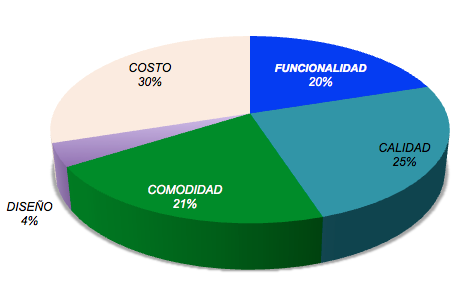 COSTO
30%
FUNCIONALIDAD
20%
CALIDAD
25%
COMODIDAD
21%
DISEÑO
4%